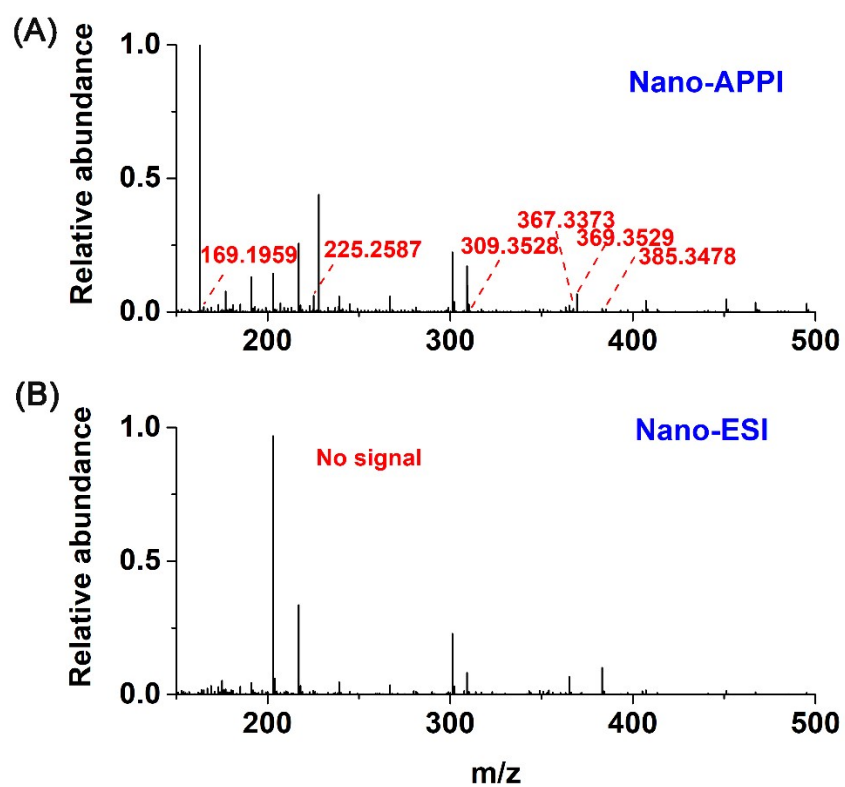 (A)
Nano-APPI
Relative abundance
1.0
0.5
0.0
169.1959
225.2587
309.3528
367.3373
369.3529
385.3478
200
300
400
500
(B)
Nano-ESI
No signal
Relative abundance
1.0
0.5
0.0
200
300
400
500
m/z